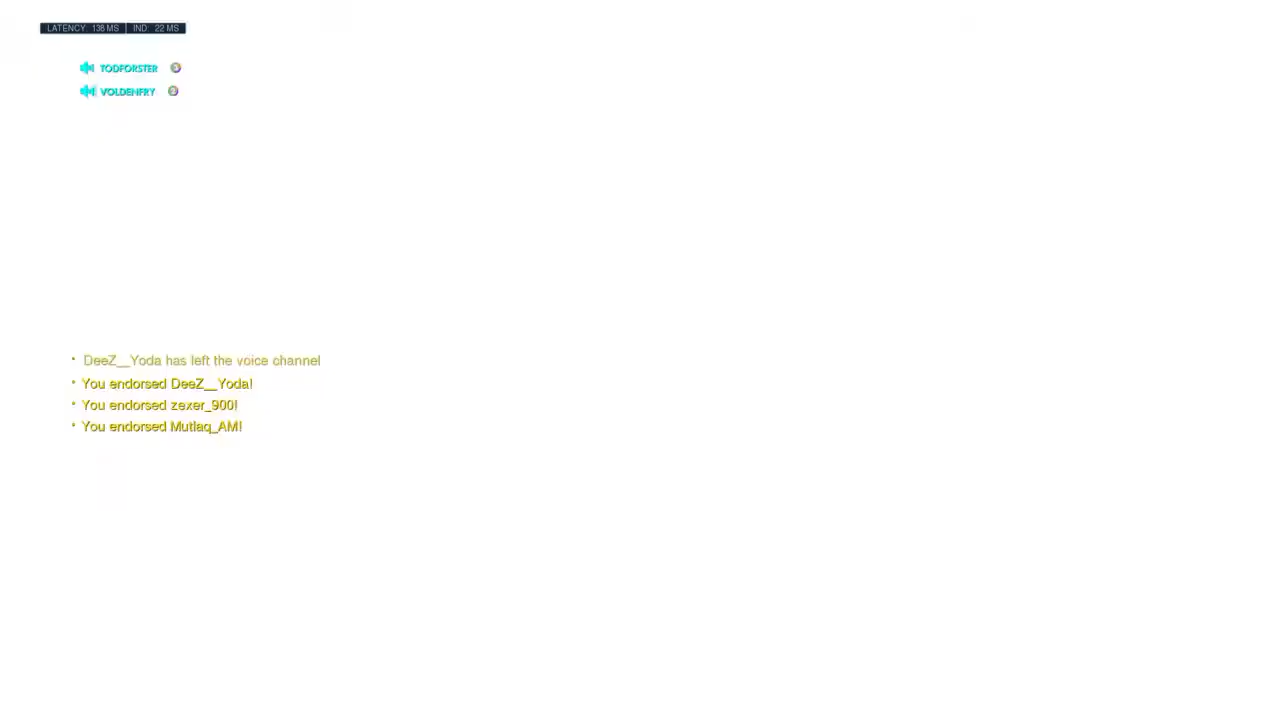 LATENCY: 138 MS | IND: 22 MS
TODFORSTER
VOLDENFRY
DeeZ__Yoda has left the voice channel
You endorsed DeeZ__Yoda!
You endorsed zexer_900!
You endorsed Mutlaq_AM!